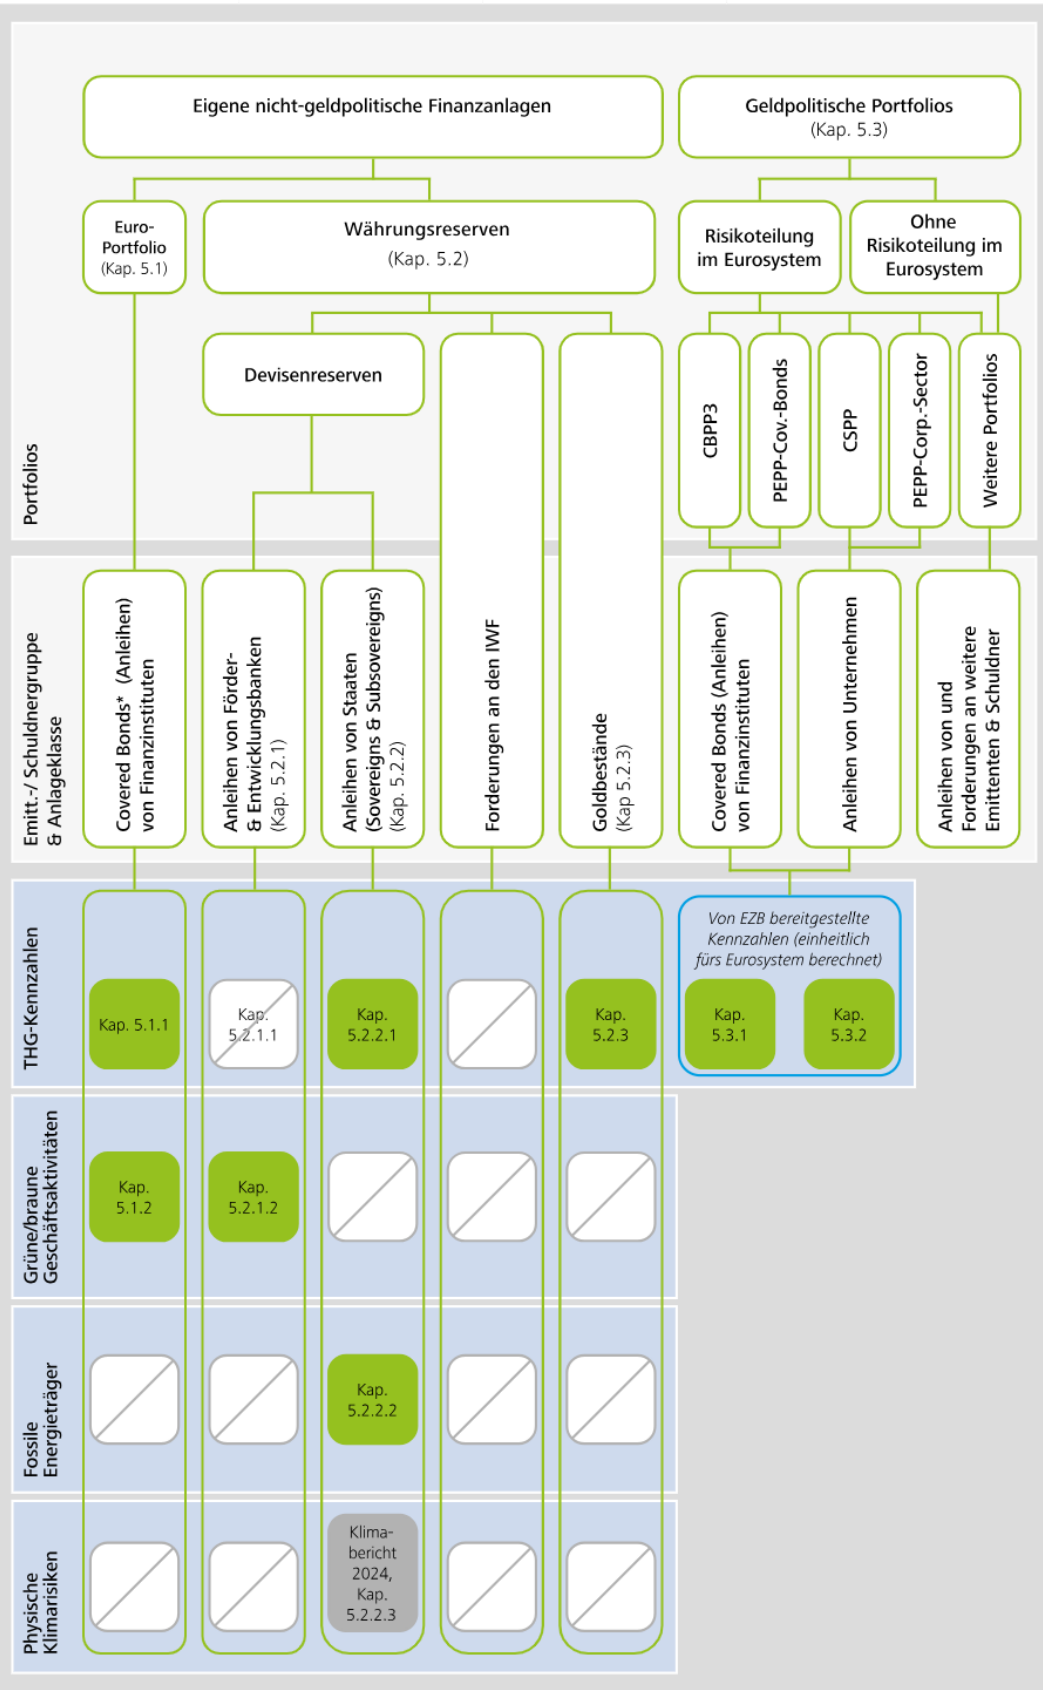 Eigene nicht-geldpolitische Finanzanlagen
Geldpolitische Portfolios
(Kap. 5.3)
Euro-
Portfolio
(Kap. 5.1)
Währungsreserven
(Kap. 5.2)
Risikoteilung
im Eurosystem
Ohne
Risikoteilung im
Eurosystem
Portfolios
Devisenreserven
CBPP3
PEPP-Cov.-Bonds
CSPP
PEPP-Corp.-Sector
Weitere Portfolios
Emitt.-/ Schuldnergruppe
& Anlageklasse
Covered Bonds* (Anleihen)
von Finanzinstituten
Anleihen von Förder-
& Entwicklungsbanken
(Kap. 5.2.1)
Anleihen von Staaten
(Sovereigns & Subsovereigns)
(Kap. 5.2.2)
Forderungen an den IWF
Goldbestände
(Kap 5.2.3)
Covered Bonds (Anleihen)
von Finanzinstituten
Anleihen von Unternehmen
Anleihen von und
Forderungen an weitere
Emittenten & Schuldner
THG-Kennzahlen
Von EZB bereitgestellte
Kennzahlen (einheitlich
fürs Eurosystem berechnet)
Kap. 5.1.1
Kap.
5.2.1.1
Kap.
5.2.2.1
Kap.
5.2.3
Kap.
5.3.1
Kap.
5.3.2
Grüne/braune
Geschäftsaktivitäten
Kap.
5.1.2
Kap.
5.2.1.2
Fossile
Energieträger
Kap.
5.2.2.2
Physische
Klimarisiken
Klima-
bericht
2024,
Kap.
5.2.2.3